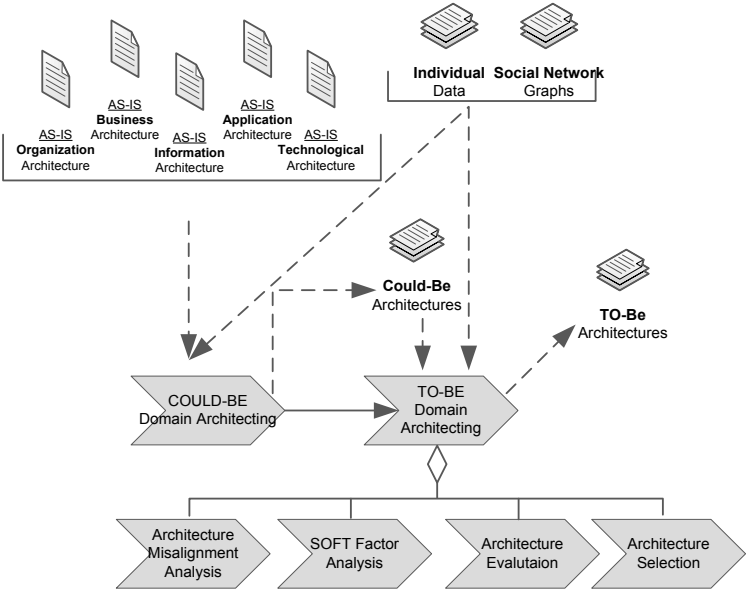 AS-IS
Organization
Architecture
AS-IS
Business
Architecture
AS-IS
Information
Architecture
AS-IS
Application
Architecture
AS-IS
Technological
Architecture
Individual
Data
Social Network
Graphs
Could-Be
Architectures
TO-Be
Architectures
COULD-BE
Domain Architecting
TO-BE
Domain
Architecting
Architecture
Misalignment
Analysis
SOFT Factor
Analysis
Architecture
Evalutaion
Architecture
Selection